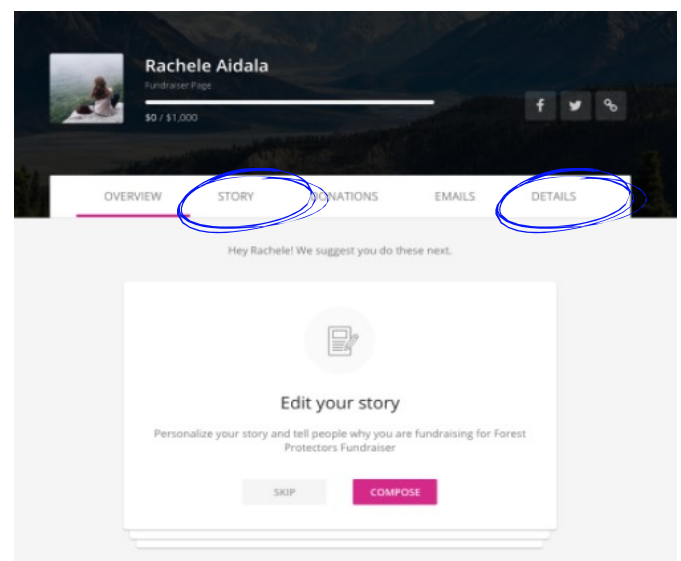 Rachele Aidala
Fundraiser Page
$0 / $1,000
OVERVIEW STORY DONATIONS EMAILS DETAILS
Hey Rachele! We suggest you do these next.
Edit your story
Personalize your story and tell people why you are fundraising for Forest
Protectors Fundraiser
SKIP COMPOSE